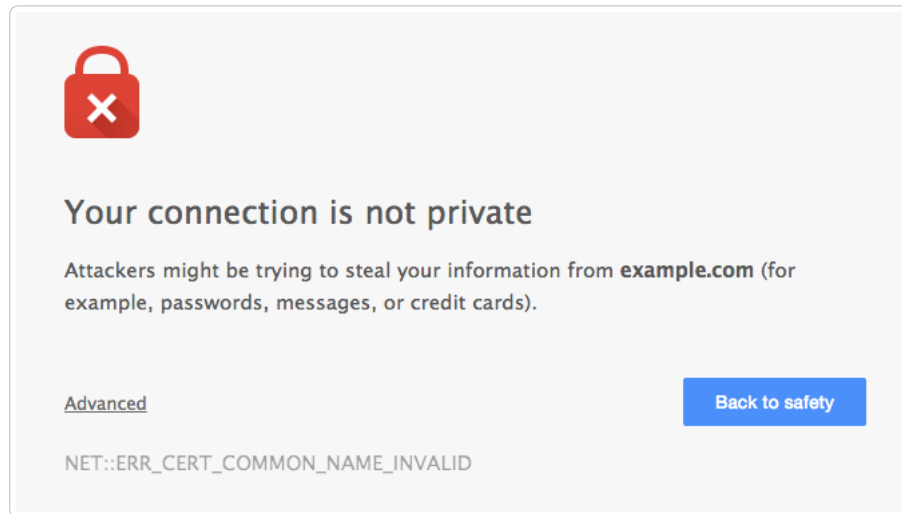 Your connection is not private
Attackers might be trying to steal your information from example.com (for
example, passwords, messages, or credit cards).
Advanced
Back to safety
NET::ERR_CERT_COMMON_NAME_INVALID